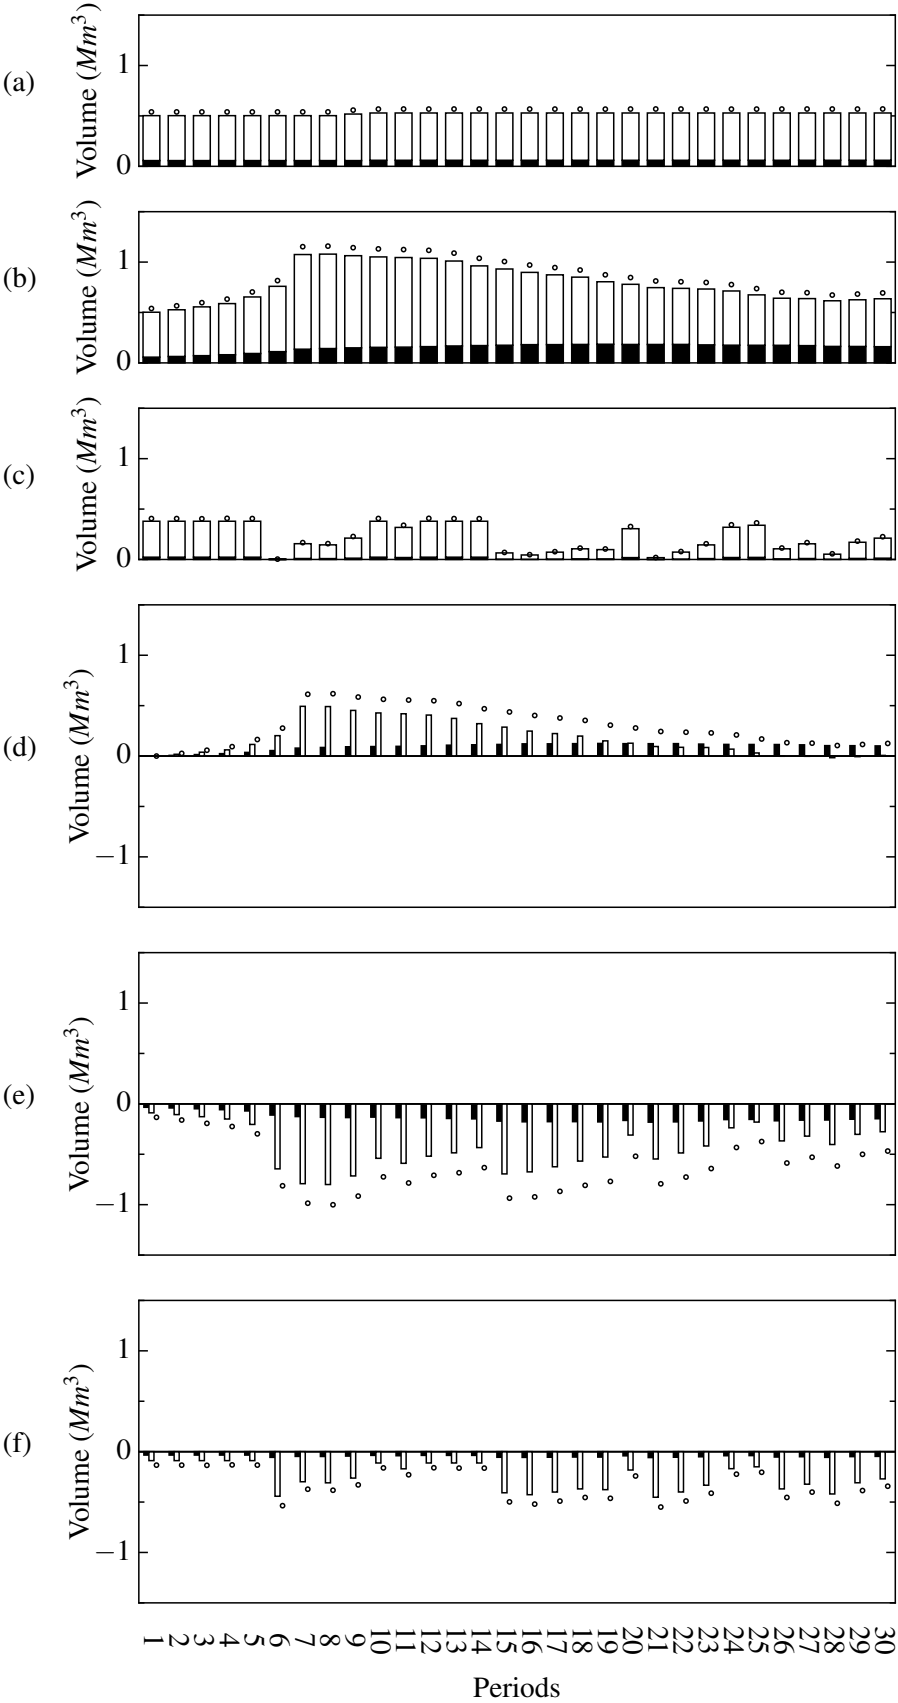 (a)
Volume (Mm³)
1
0
(b)
Volume (Mm³)
1
0
(c)
Volume (Mm³)
1
0
(d)
Volume (Mm³)
1
0
−1
(e)
Volume (Mm³)
1
0
−1
(f)
Volume (Mm³)
1
0
−1
1 2 3 4 5 6 7 8 9 10 11 12 13 14 15 16 17 18 19 20 21 22 23 24 25 26 27 28 29 30
Periods